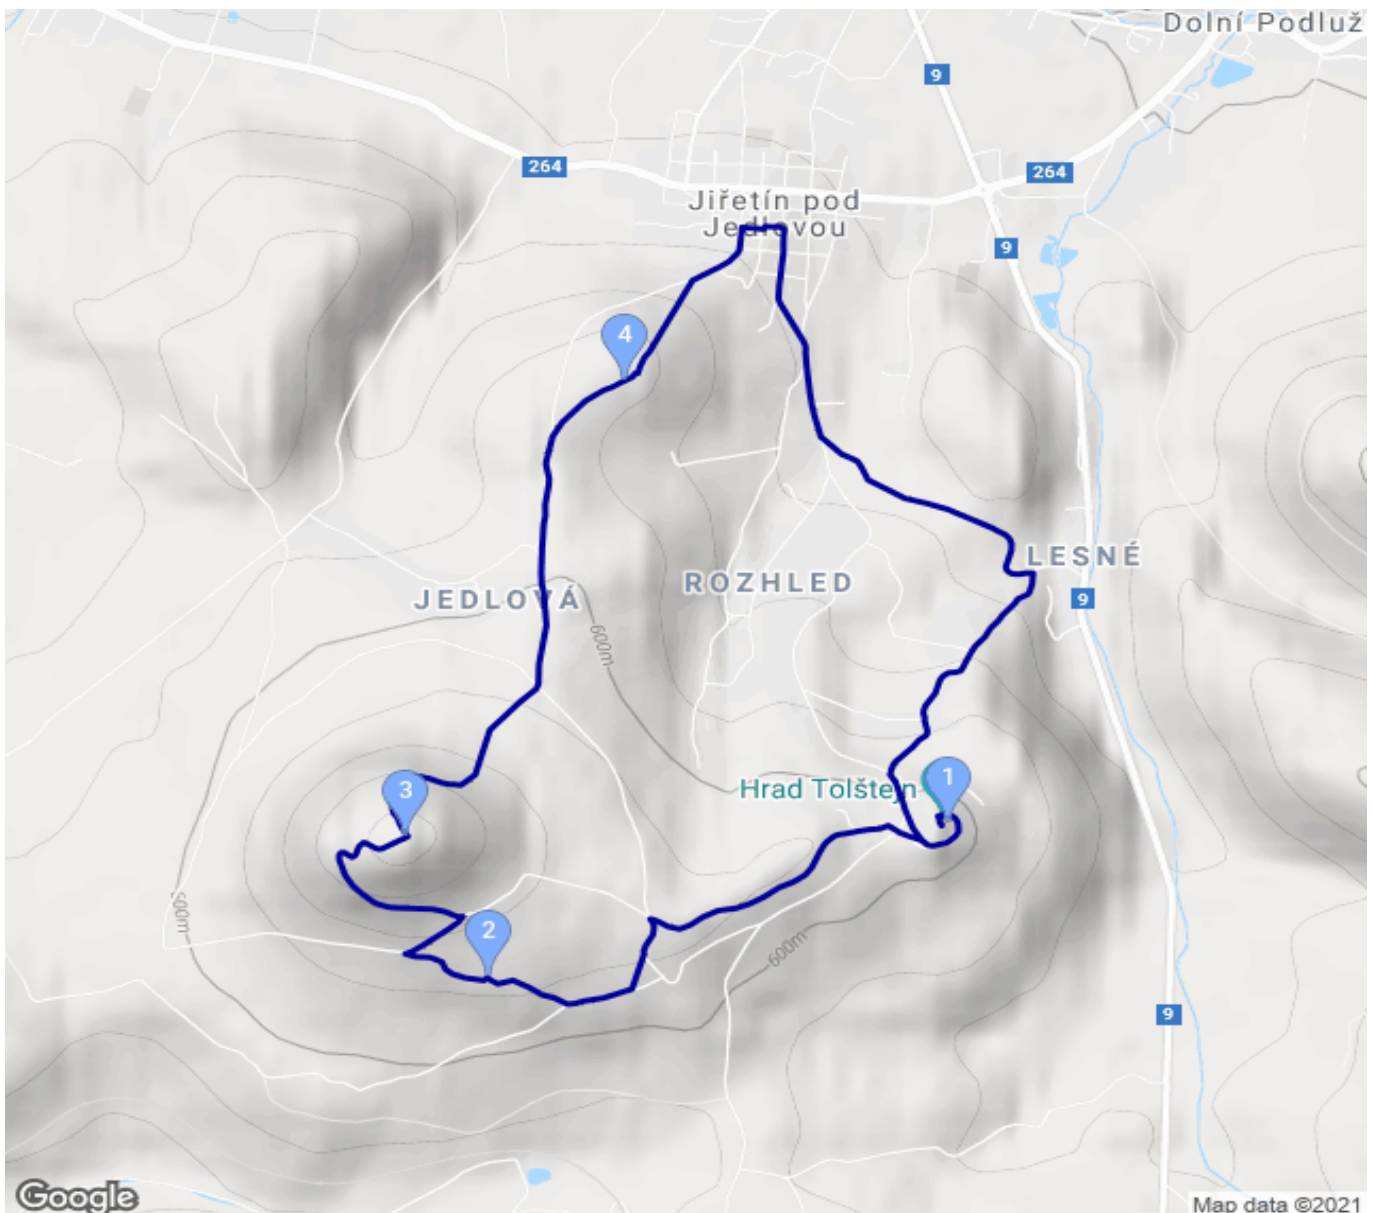 Dolní Podluž
9
264
264
Jiřetín pod
Jedlovou
9
4
LESNÉ
ROZHLED
JEDLOVÁ
9
600m
1
Hrad Tolštejn
3
600m
2
600m
9
Google
Map data ©2021